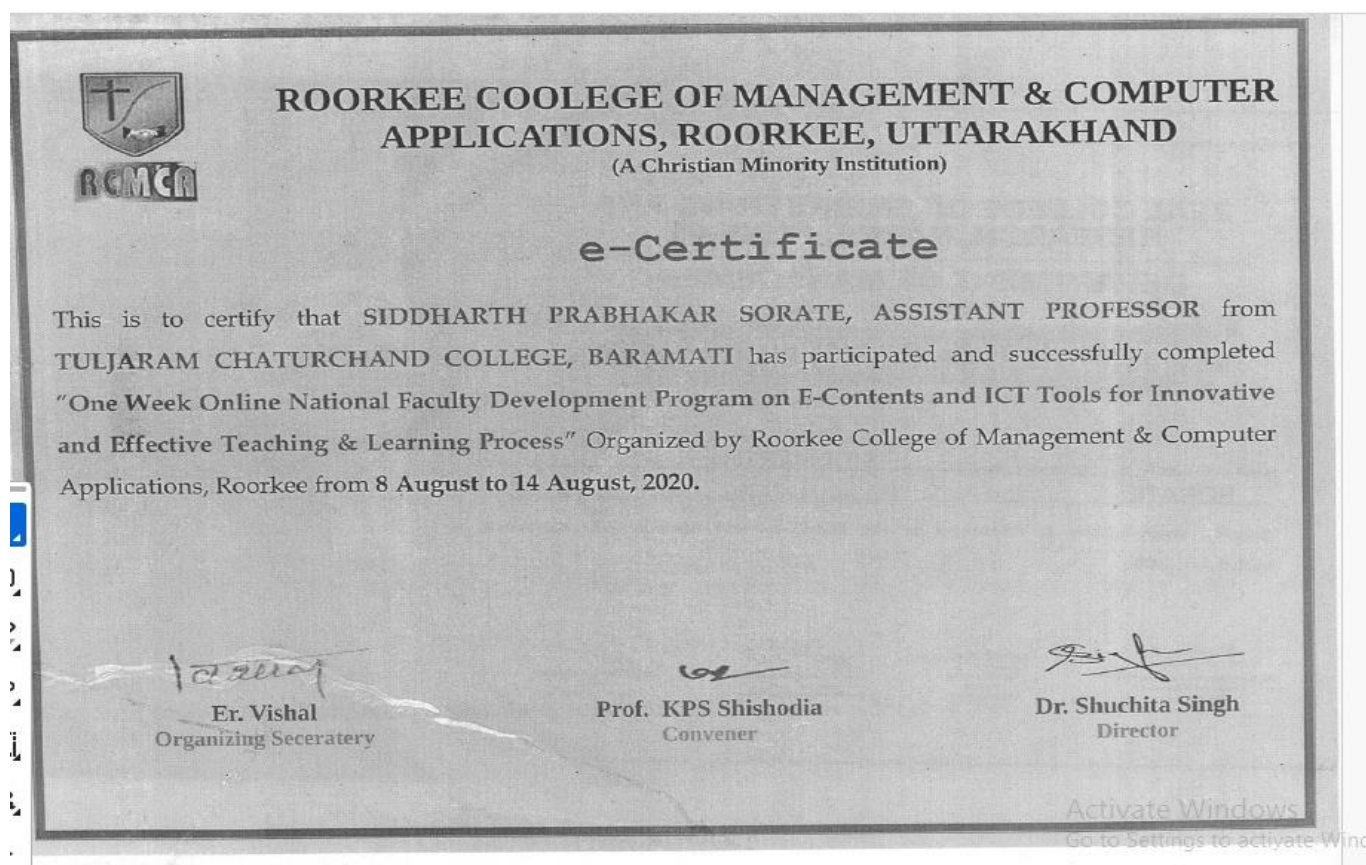 ROORKEE COOLEGE OF MANAGEMENT & COMPUTER
APPLICATIONS, ROORKEE, UTTARAKHAND
(A Christian Minority Institution)
RCMCA
e-Certificate
This is to certify that SIDDHARTH PRABHAKAR SORATE, ASSISTANT PROFESSOR from
TULJARAM CHATURCHAND COLLEGE, BARAMATI has participated and successfully completed
"One Week Online National Faculty Development Program on E-Contents and ICT Tools for Innovative
and Effective Teaching & Learning Process" Organized by Roorkee College of Management & Computer
Applications, Roorkee from 8 August to 14 August, 2020.
Er. Vishal
Organizing Seceratery
Prof. KPS Shishodia
Convener
Dr. Shuchita Singh
Director
Activate Windows
Go to Settings to activate